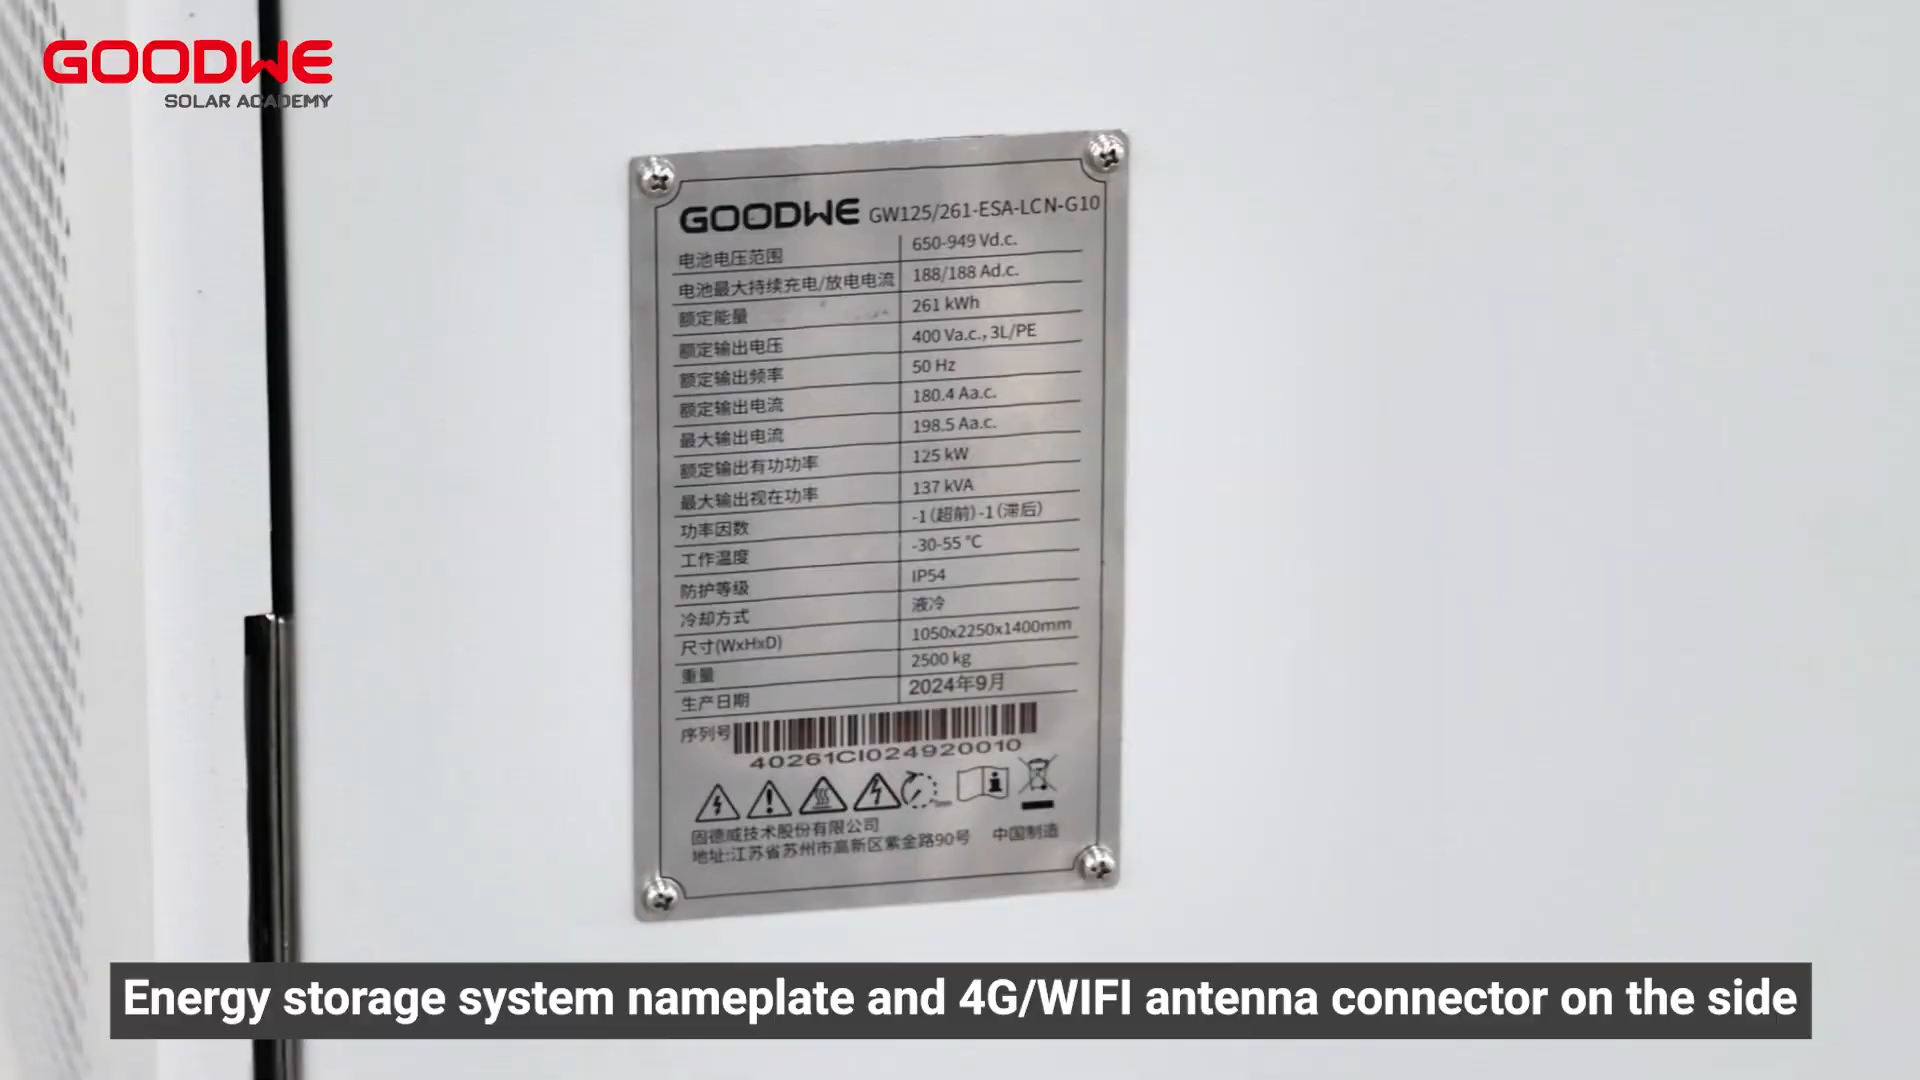 GOODWE
SOLAR ACADEMY
GOODWE GW125/261-ESA-LCN-G10
电池电压范围 650-949 Vd.c.
电池最大持续充电/放电电流 188/188 Ad.c.
额定能量 261 kWh
额定输出电压 400 Va.c., 3L/PE
额定输出频率 50 Hz
额定输出电流 180.4 Aa.c.
最大输出电流 198.5 Aa.c.
额定输出有功功率 125 kW
最大输出视在功率 137 kVA
功率因数 -1(超前)-1(滞后)
工作温度 -30-55 °C
防护等级 IP54
冷却方式 液冷
尺寸(WxHxD) 1050x2250x1400mm
重量 2500 kg
生产日期 2024年9月
序列号
40261CI024920010
固德威技术股份有限公司
地址:江苏省苏州市高新区紫金路90号 中国制造
Energy storage system nameplate and 4G/WIFI antenna connector on the side